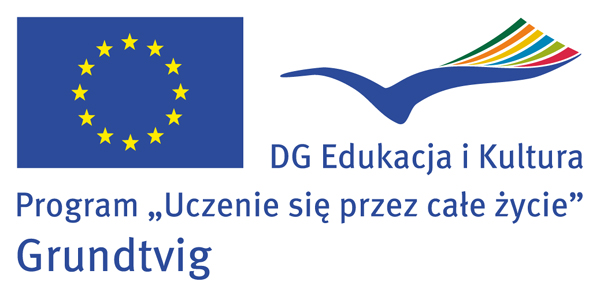 DG Edukacja i Kultura
Program „Uczenie się przez całe życie”
Grundtvig